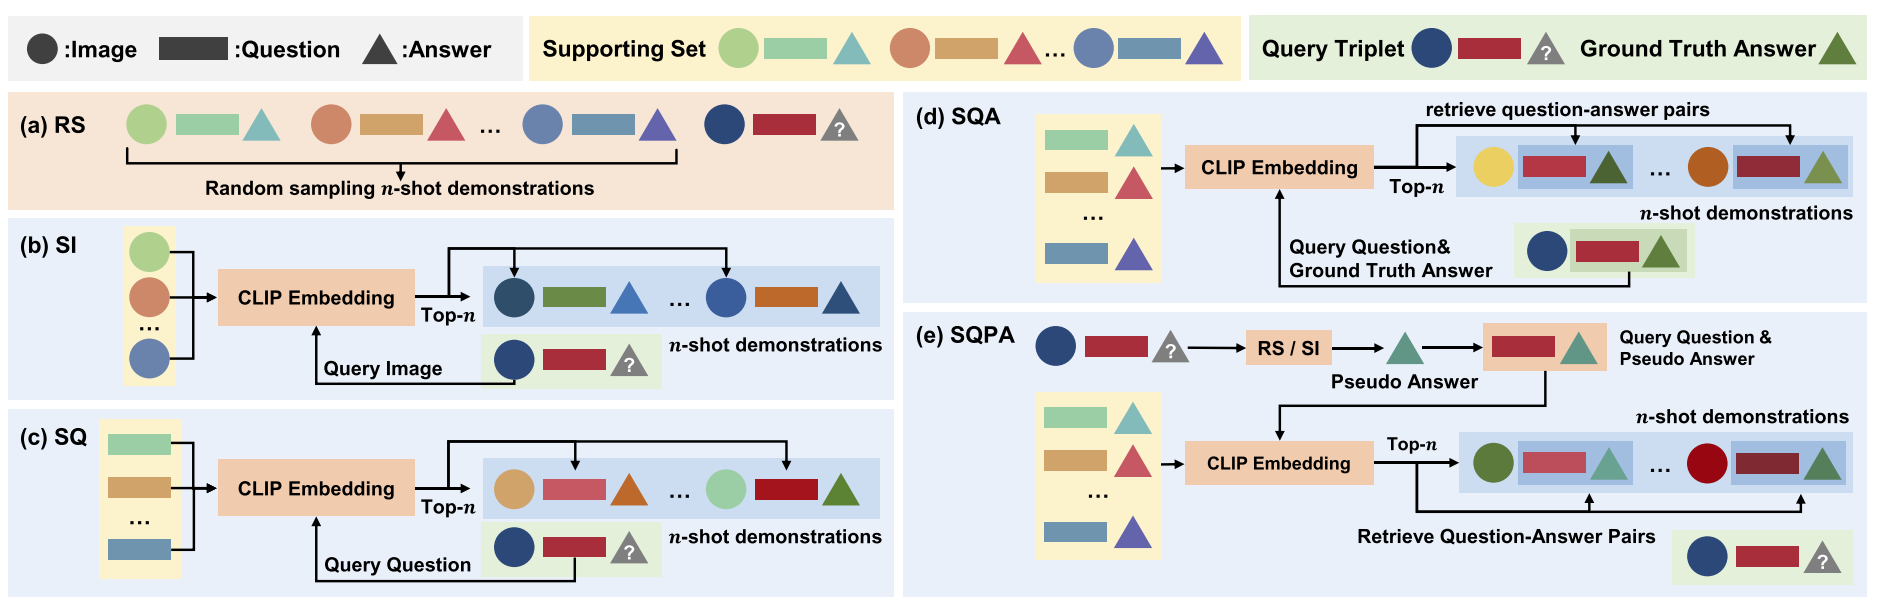 :Image :Question :Answer
Supporting Set ...
Query Triplet ? Ground Truth Answer
(a) RS ... ?
Random sampling n-shot demonstrations
(b) SI
...
CLIP Embedding
Top-n
...
n-shot demonstrations
Query Image
?
(c) SQ
...
CLIP Embedding
Top-n
...
n-shot demonstrations
Query Question
?
(d) SQA
...
CLIP Embedding
retrieve question-answer pairs
Top-n
...
n-shot demonstrations
Query Question&
Ground Truth Answer
(e) SQPA
?
RS / SI
Pseudo Answer
Query Question &
Pseudo Answer
...
CLIP Embedding
Top-n
n-shot demonstrations
...
Retrieve Question-Answer Pairs
?